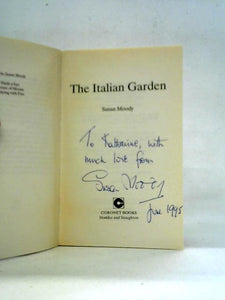 The Italian Garden
Susan Moody
To Katherine, with
much love from
Susan Moody
June 1995
CORONET BOOKS
Hodder and Stoughton